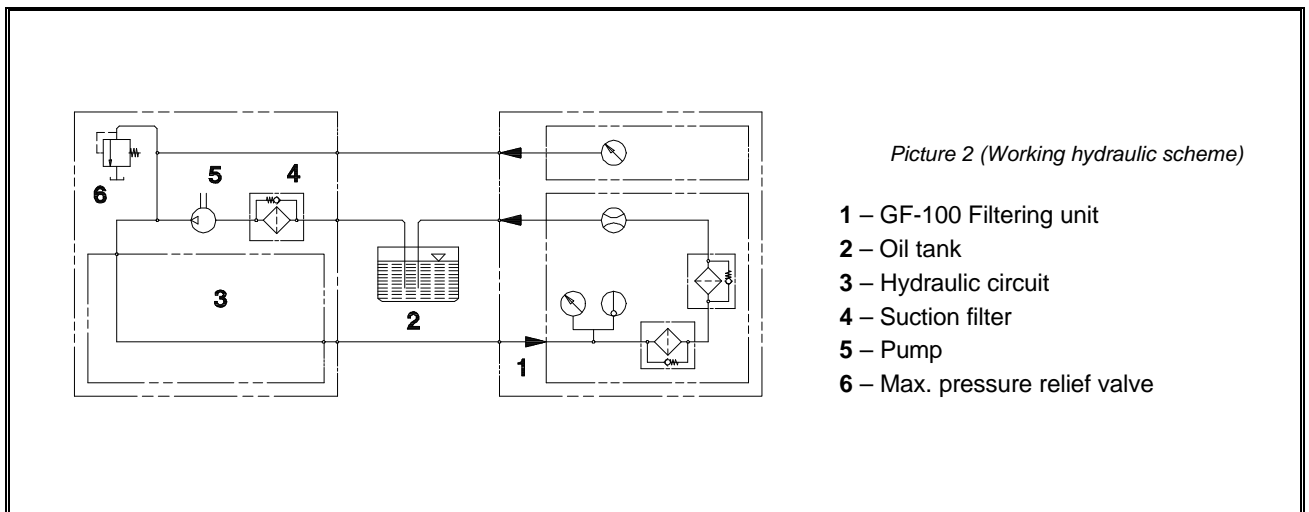 6
5
4
3
2
1
Picture 2 (Working hydraulic scheme)
1 – GF-100 Filtering unit
2 – Oil tank
3 – Hydraulic circuit
4 – Suction filter
5 – Pump
6 – Max. pressure relief valve